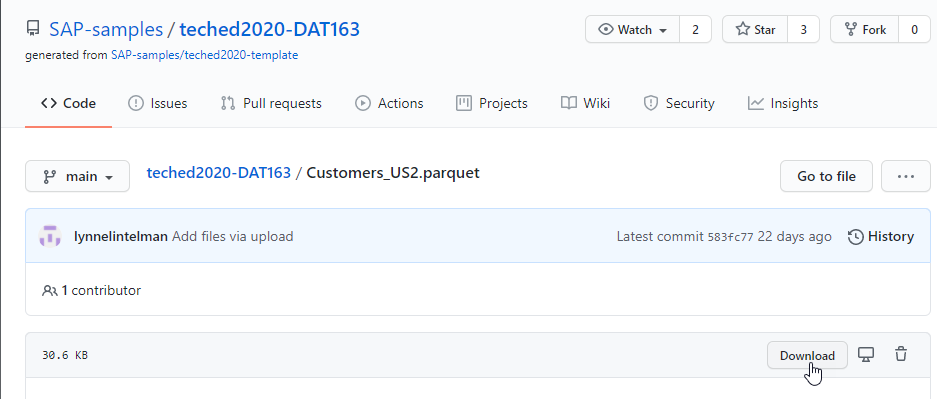 SAP-samples / teched2020-DAT163
Watch 2 Star 3 Fork 0
generated from SAP-samples/teched2020-template
Code Issues Pull requests Actions Projects Wiki Security Insights
main teched2020-DAT163 / Customers_US2.parquet Go to file ...
lynnelintelman Add files via upload Latest commit 583fc77 22 days ago History
1 contributor
30.6 KB Download